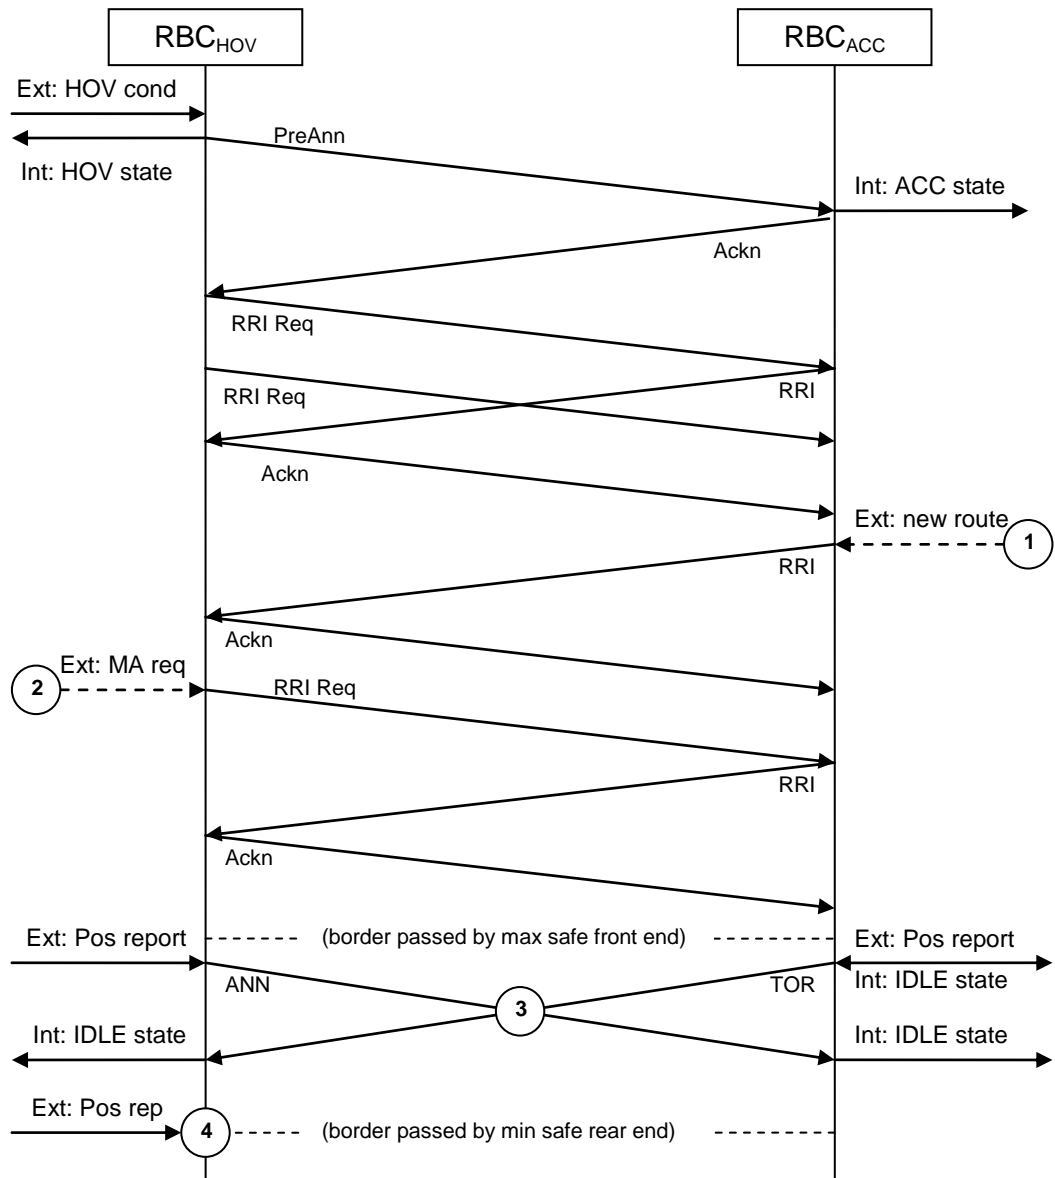 RBCHOV
RBCACC
Ext: HOV cond
PreAnn
Int: HOV state
Int: ACC state
Ackn
RRI Req
RRI Req
RRI
Ackn
Ext: new route
1
RRI
Ackn
Ext: MA req
2
RRI Req
RRI
Ackn
Ext: Pos report
(border passed by max safe front end)
Ext: Pos report
ANN
TOR
Int: IDLE state
3
Int: IDLE state
Int: IDLE state
Ext: Pos rep
4
(border passed by min safe rear end)